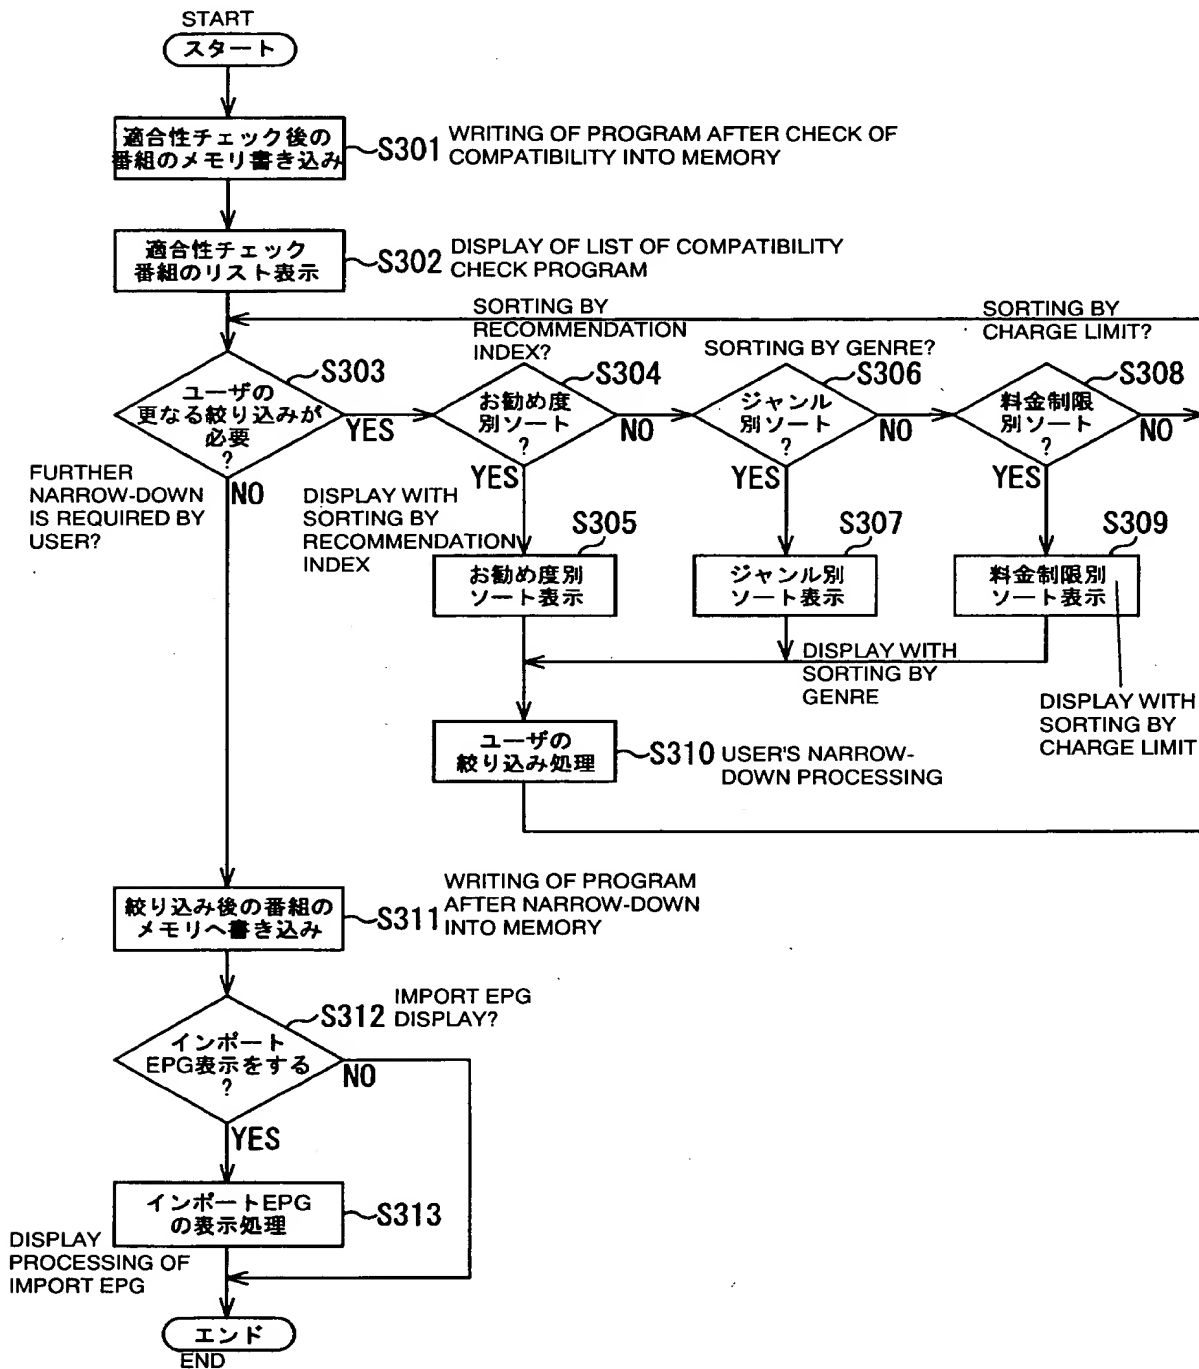 START
スタート
適合性チェック後の
番組のメモリ書き込み
S301
WRITING OF PROGRAM AFTER CHECK OF
COMPATIBILITY INTO MEMORY
適合性チェック
番組のリスト表示
S302
DISPLAY OF LIST OF COMPATIBILITY
CHECK PROGRAM
SORTING BY
RECOMMENDATION
INDEX?
SORTING BY
CHARGE LIMIT?
SORTING BY GENRE?
S303
ユーザの
更なる絞り込みが
必要
?
YES
NO
FURTHER
NARROW-DOWN
IS REQUIRED BY
USER?
S304
お勧め度
別ソート
?
NO
YES
S306
ジャンル
別ソート
?
NO
YES
S308
料金制限
別ソート
?
NO
YES
DISPLAY WITH
SORTING BY
RECOMMENDATION
INDEX
S305
お勧め度別
ソート表示
S307
ジャンル別
ソート表示
S309
料金制限別
ソート表示
DISPLAY WITH
SORTING BY
GENRE
DISPLAY WITH
SORTING BY
CHARGE LIMIT
ユーザの
絞り込み処理
S310
USER'S NARROW-
DOWN PROCESSING
絞り込み後の番組の
メモリへ書き込み
S311
WRITING OF PROGRAM
AFTER NARROW-DOWN
INTO MEMORY
S312
IMPORT EPG
DISPLAY?
インポート
EPG表示をする
?
NO
YES
インポートEPG
の表示処理
S313
DISPLAY
PROCESSING OF
IMPORT EPG
エンド
END